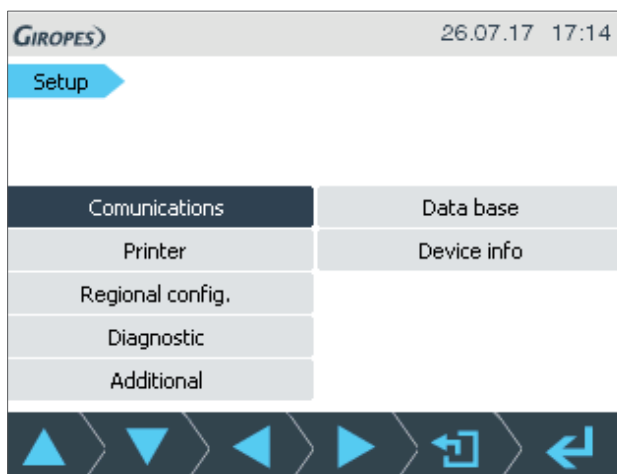 GIROPES)
26.07.17 17:14
Setup
Comunications
Data base
Printer
Device info
Regional config.
Diagnostic
Additional